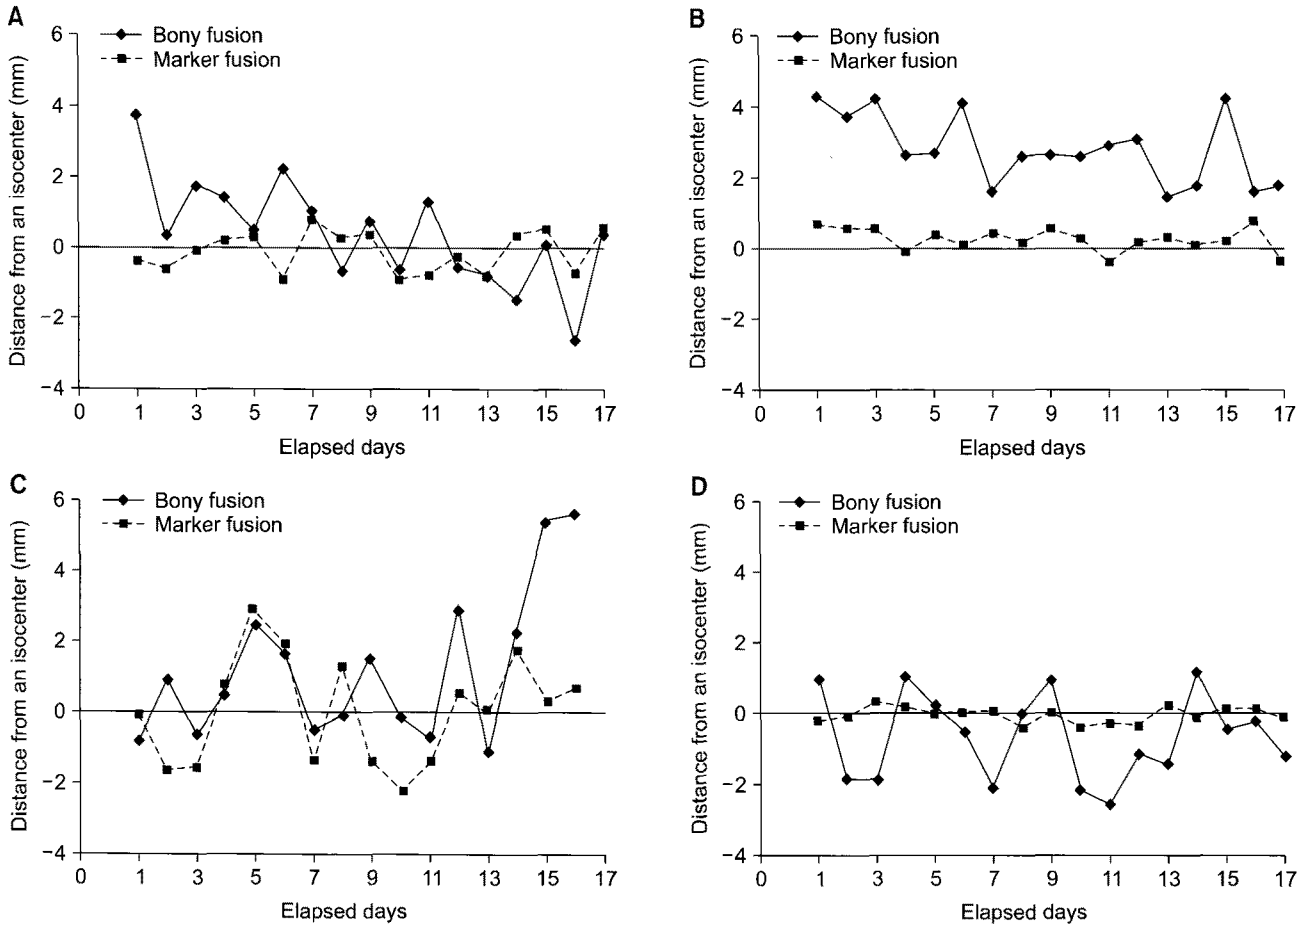 A
Bony fusion
Marker fusion
Distance from an isocenter (mm)
6
4
2
0
−2
−4
0 1 3 5 7 9 11 13 15 17
Elapsed days
B
Bony fusion
Marker fusion
Distance from an isocenter (mm)
6
4
2
0
−2
−4
0 1 3 5 7 9 11 13 15 17
Elapsed days
C
Bony fusion
Marker fusion
Distance from an isocenter (mm)
6
4
2
0
−2
−4
0 1 3 5 7 9 11 13 15 17
Elapsed days
D
Bony fusion
Marker fusion
Distance from an isocenter (mm)
6
4
2
0
−2
−4
0 1 3 5 7 9 11 13 15 17
Elapsed days